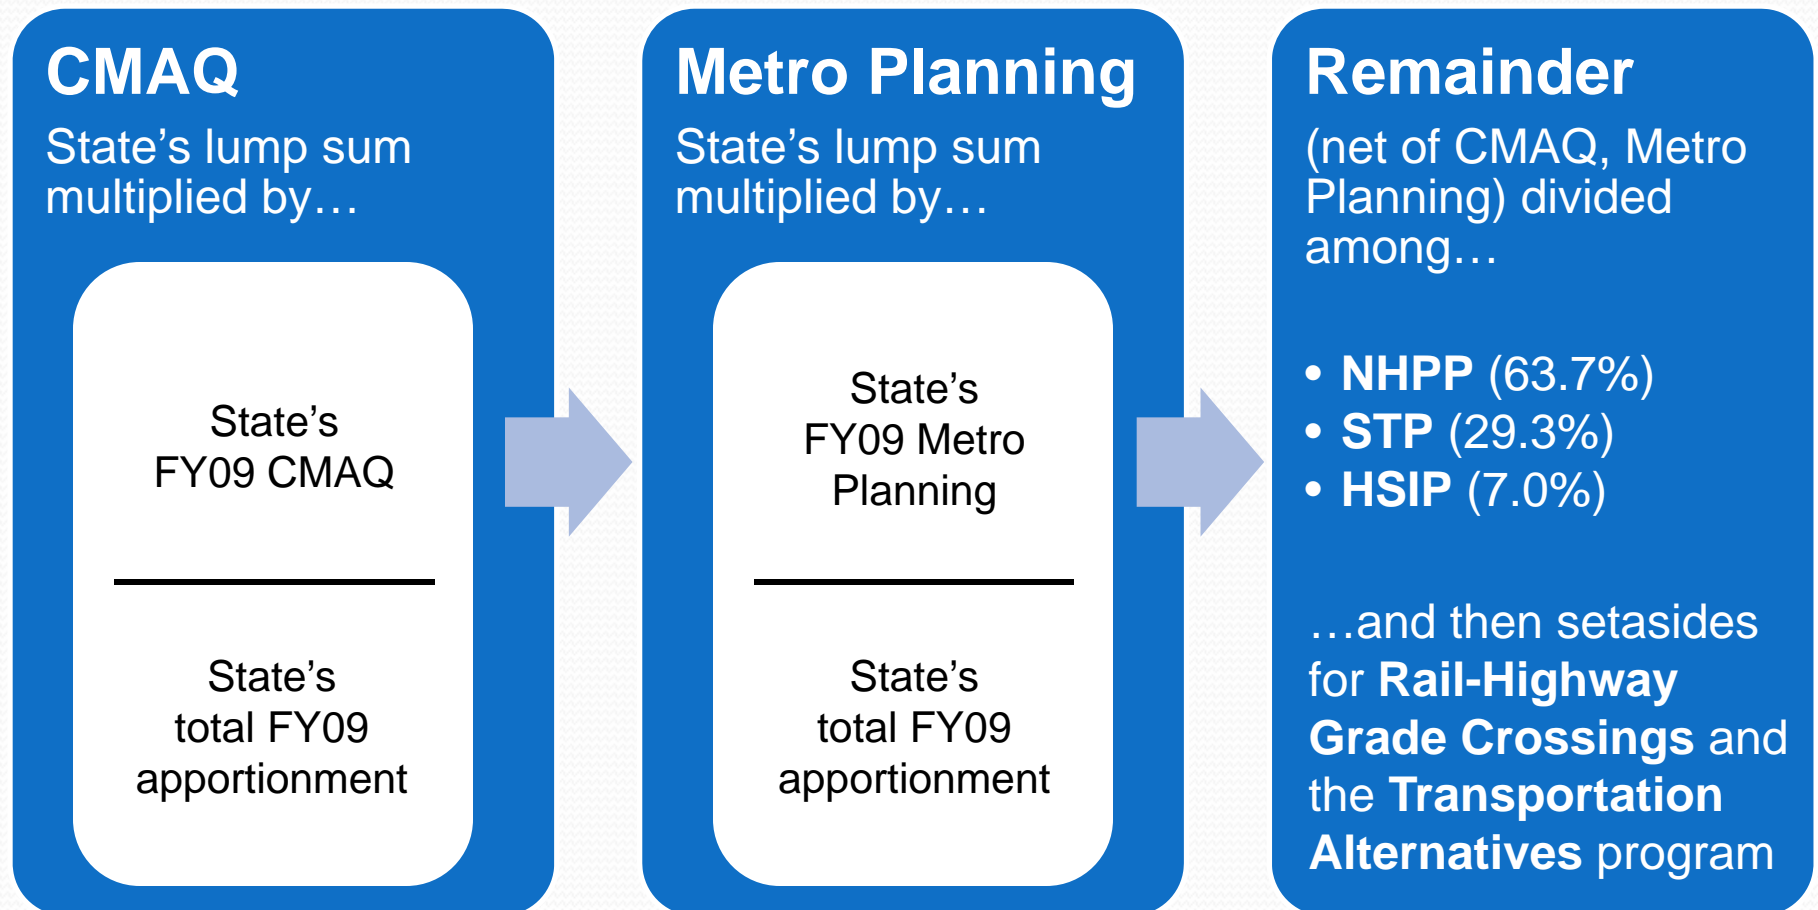 CMAQ
State’s lump sum
multiplied by…
State’s
FY09 CMAQ
State’s
total FY09
apportionment
Metro Planning
State’s lump sum
multiplied by…
State’s
FY09 Metro
Planning
State’s
total FY09
apportionment
Remainder
(net of CMAQ, Metro
Planning) divided
among…
• NHPP (63.7%)
• STP (29.3%)
• HSIP (7.0%)
…and then setasides
for Rail-Highway
Grade Crossings and
the Transportation
Alternatives program